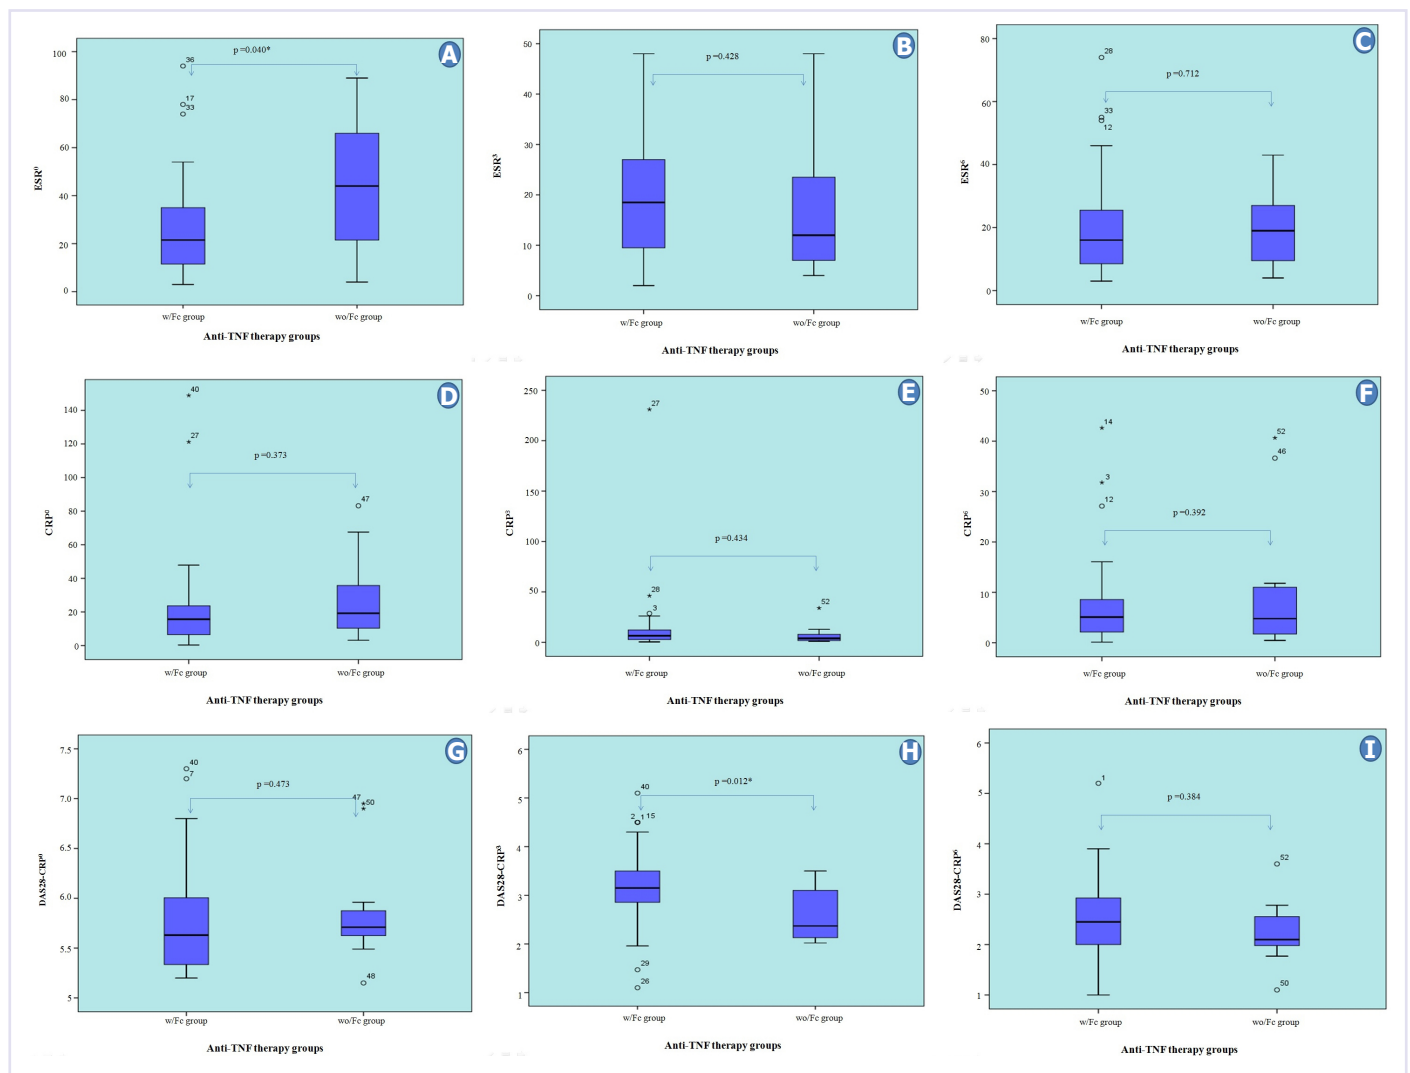 A
p =0.040*
100
80
60
40
20
0
36
17
33
ESR⁰
w/Fc group
wo/Fc group
Anti-TNF therapy groups
B
p =0.428
50
40
30
20
10
0
ESR³
w/Fc group
wo/Fc group
Anti-TNF therapy groups
C
p =0.712
80
60
40
20
0
28
33
12
ESR⁶
w/Fc group
wo/Fc group
Anti-TNF therapy groups
D
p =0.373
140
120
100
80
60
40
20
0
40
27
47
CRP⁰
w/Fc group
wo/Fc group
Anti-TNF therapy groups
E
p =0.434
250
200
150
100
50
0
27
28
3
52
CRP³
w/Fc group
wo/Fc group
Anti-TNF therapy groups
F
p =0.392
50
40
30
20
10
0
14
3
12
52
46
CRP⁶
w/Fc group
wo/Fc group
Anti-TNF therapy groups
G
p =0.473
7.5
7.0
6.5
6.0
5.5
5
40
7
47
50
48
DAS28-CRP⁰
w/Fc group
wo/Fc group
Anti-TNF therapy groups
H
p =0.012*
6
5
4
3
2
1
40
2 1 15
29
26
DAS28-CRP³
w/Fc group
wo/Fc group
Anti-TNF therapy groups
I
p =0.384
6
5
4
3
2
1
1
52
50
DAS28-CRP⁶
w/Fc group
wo/Fc group
Anti-TNF therapy groups